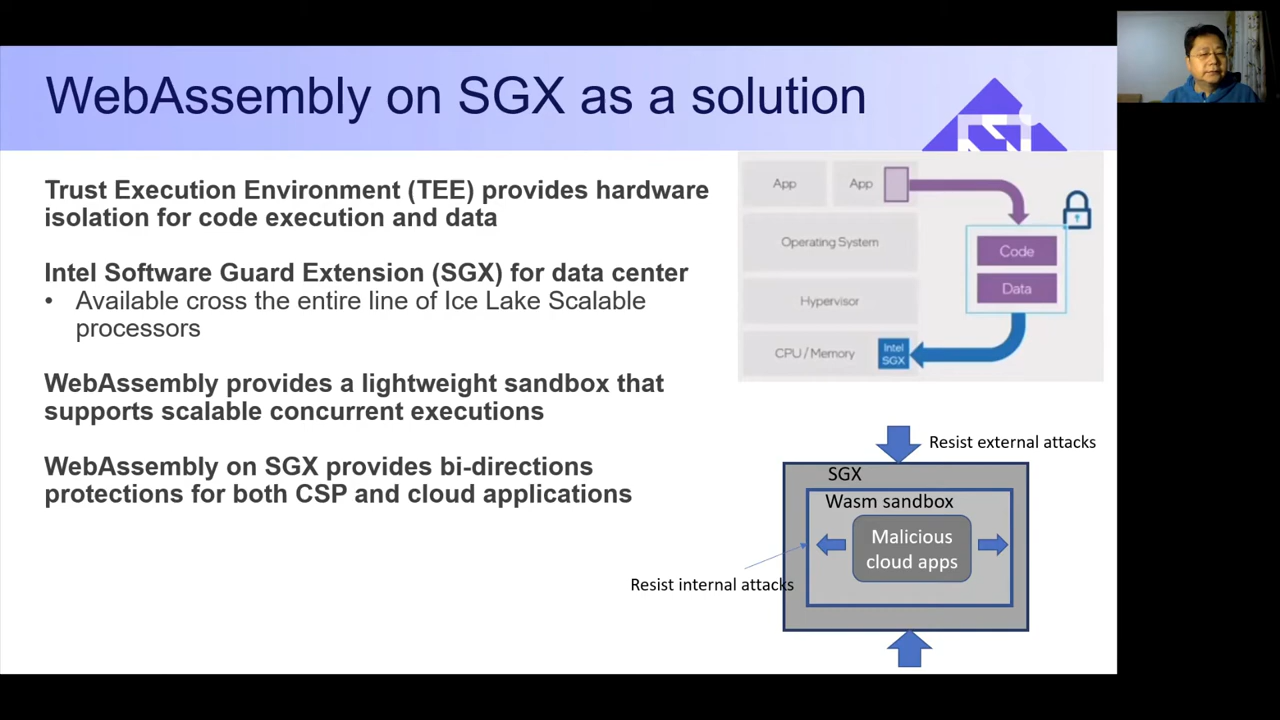 WebAssembly on SGX as a solution
Trust Execution Environment (TEE) provides hardware
isolation for code execution and data
Intel Software Guard Extension (SGX) for data center
• Available cross the entire line of Ice Lake Scalable
processors
WebAssembly provides a lightweight sandbox that
supports scalable concurrent executions
WebAssembly on SGX provides bi-directions
protections for both CSP and cloud applications
App
App
Operating System
Hypervisor
CPU / Memory
Intel
SGX
Code
Data
Resist external attacks
SGX
Wasm sandbox
Malicious
cloud apps
Resist internal attacks